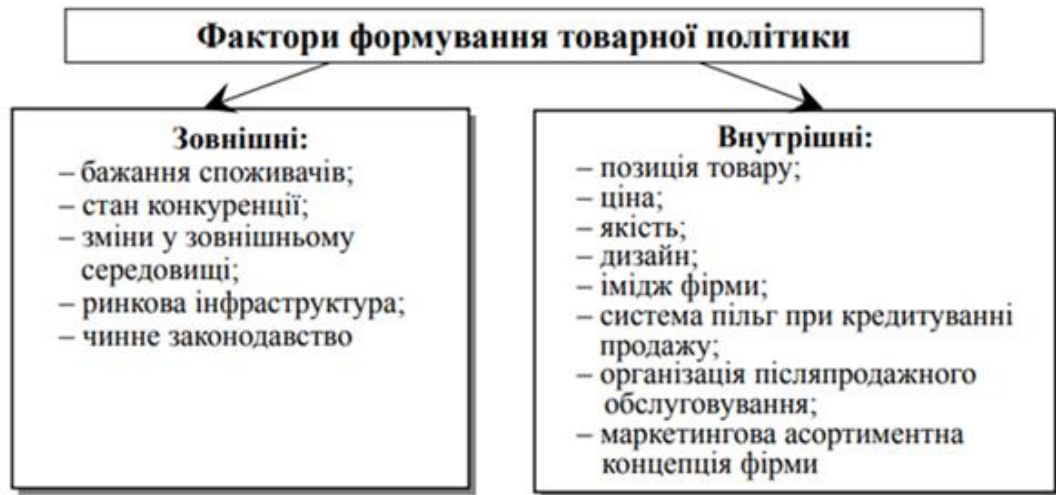 Фактори формування товарної політики
Зовнішні:
– бажання споживачів;
– стан конкуренції;
– зміни у зовнішньому
середовищі;
– ринкова інфраструктура;
– чинне законодавство
Внутрішні:
– позиція товару;
– ціна;
– якість;
– дизайн;
– імідж фірми;
– система пільг при кредитуванні
продажу;
– організація післяпродажного
обслуговування;
– маркетингова асортиментна
концепція фірми